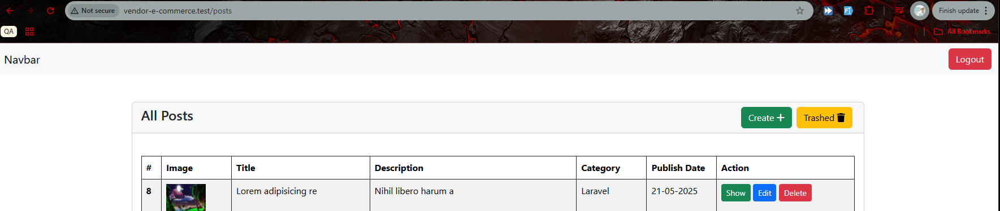 Not secure vendor-e-commerce.test/posts Finish update
QA All Bookmarks
Navbar Logout
All Posts Create Trashed
# Image Title Description Category Publish Date Action
8 Lorem adipisicing re Nihil libero harum a Laravel 21-05-2025 Show Edit Delete